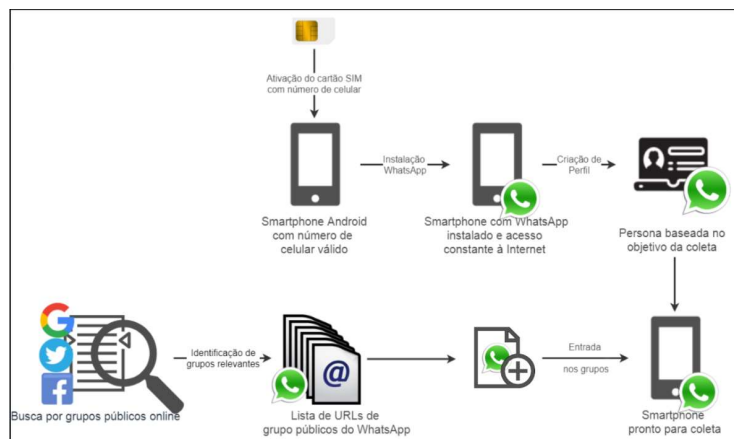 Ativação do cartão SIM
com número de celular
Instalação
WhatsApp
Criação de
Perfil
Smartphone Android
com número de
celular válido
Smartphone com WhatsApp
instalado e acesso
constante à Internet
Persona baseada no
objetivo da coleta
Identificação de
grupos relevantes
@
Entrada
nos grupos
Busca por grupos públicos online
Lista de URLs de
grupo públicos do WhatsApp
Smartphone
pronto para coleta